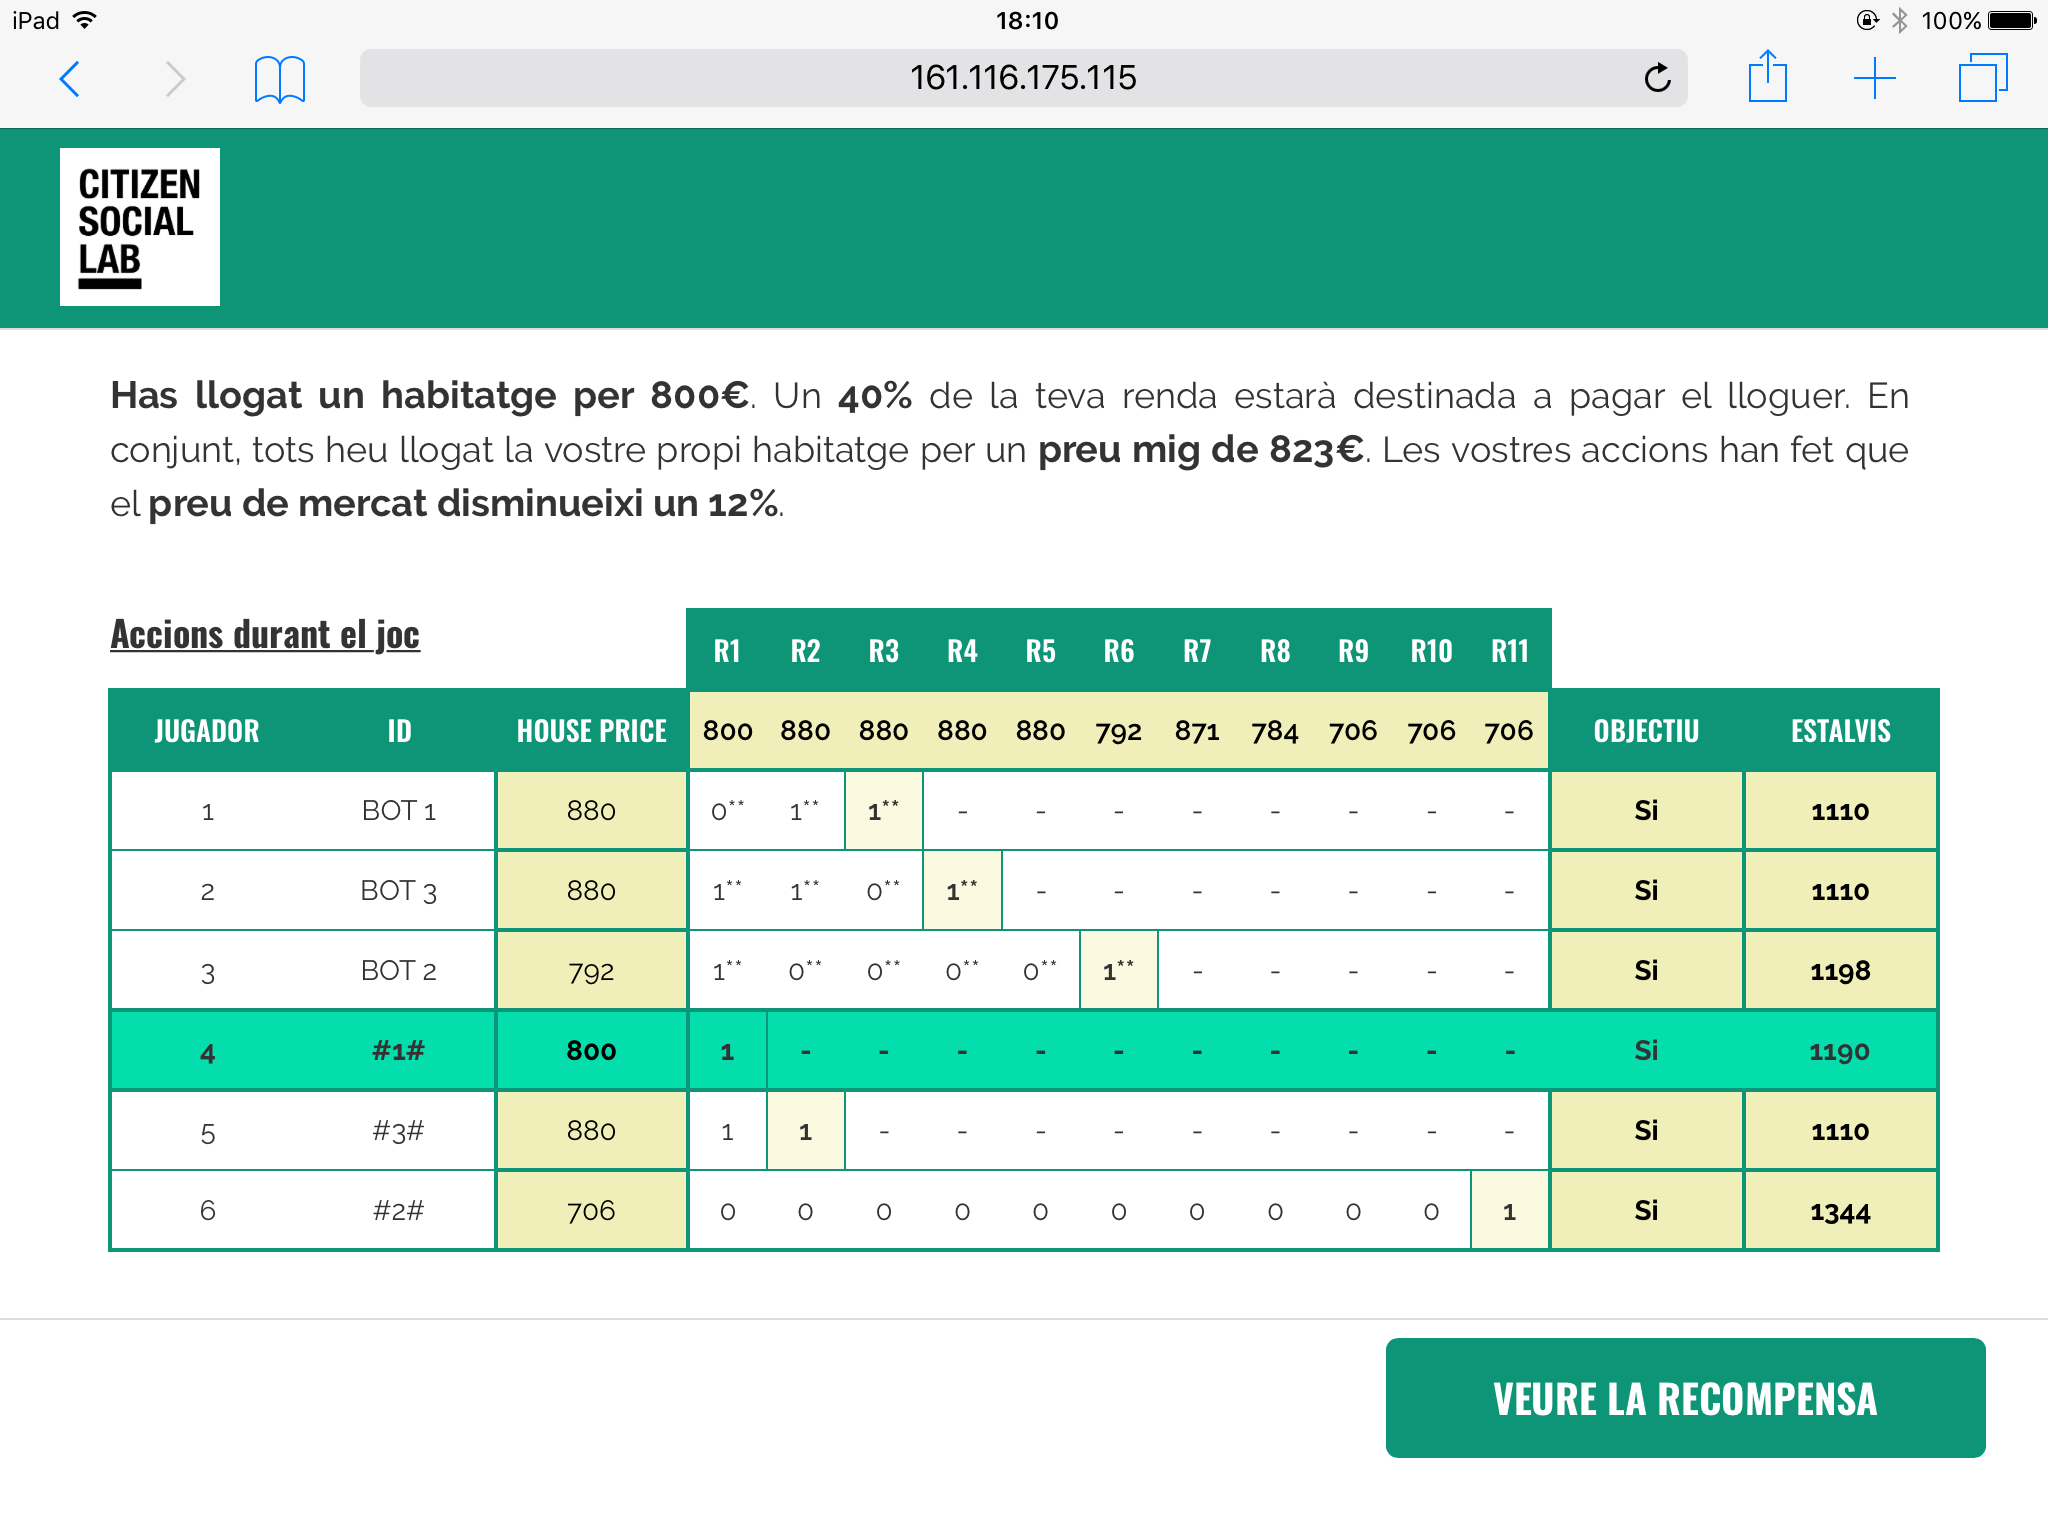 iPad 18:10 100%
161.116.175.115
CITIZEN
SOCIAL
LAB
Has llogat un habitatge per 800€. Un 40% de la teva renda estarà destinada a pagar el lloguer. En
conjunt, tots heu llogat la vostre propi habitatge per un preu mig de 823€. Les vostres accions han fet que
el preu de mercat disminueixi un 12%.
Accions durant el joc
R1 R2 R3 R4 R5 R6 R7 R8 R9 R10 R11
JUGADOR ID HOUSE PRICE 800 880 880 880 880 792 871 784 706 706 706 OBJECTIU ESTALVIS
1 BOT 1 880 0** 1** 1** - - - - - - - - Si 1110
2 BOT 3 880 1** 1** 0** 1** - - - - - - - Si 1110
3 BOT 2 792 1** 0** 0** 0** 0** 1** - - - - - Si 1198
4 #1# 800 1 - - - - - - - - - - Si 1190
5 #3# 880 1 1 - - - - - - - - - Si 1110
6 #2# 706 0 0 0 0 0 0 0 0 0 0 1 Si 1344
VEURE LA RECOMPENSA